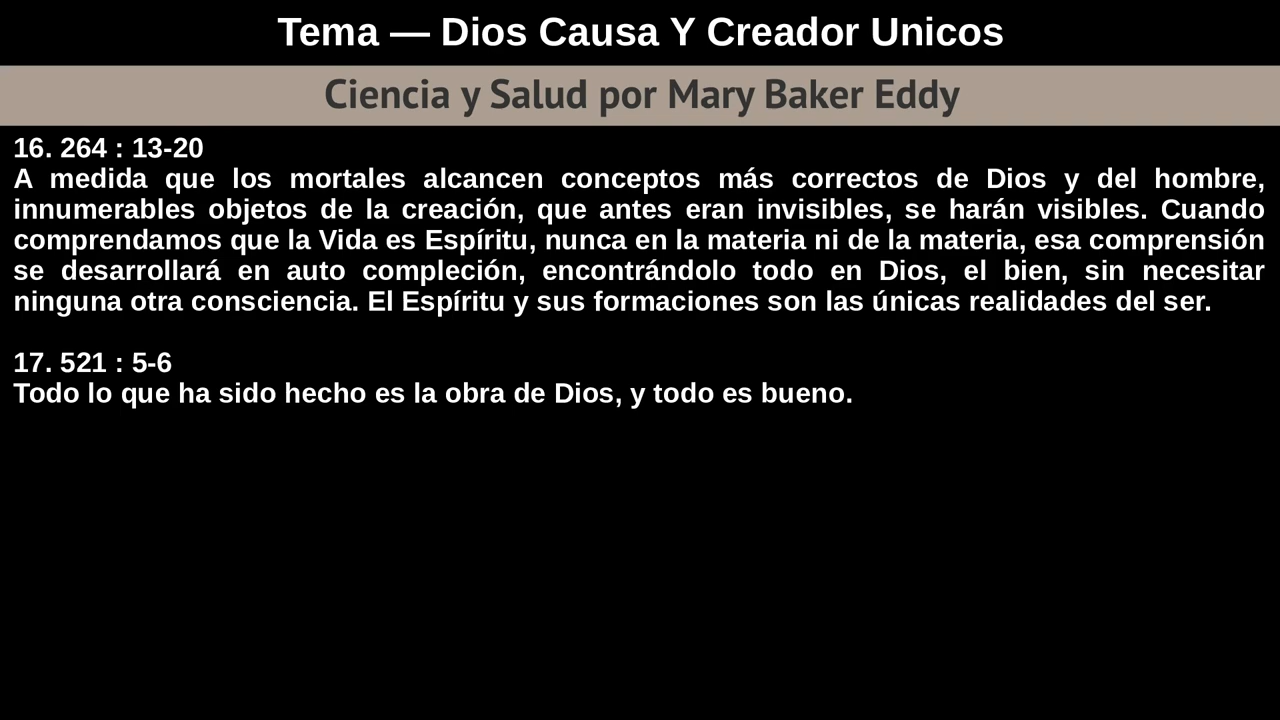 Tema — Dios Causa Y Creador Unicos
Ciencia y Salud por Mary Baker Eddy
16. 264 : 13-20
A medida que los mortales alcancen conceptos más correctos de Dios y del hombre,
innumerables objetos de la creación, que antes eran invisibles, se harán visibles. Cuando
comprendamos que la Vida es Espíritu, nunca en la materia ni de la materia, esa comprensión
se desarrollará en auto compleción, encontrándolo todo en Dios, el bien, sin necesitar
ninguna otra consciencia. El Espíritu y sus formaciones son las únicas realidades del ser.
17. 521 : 5-6
Todo lo que ha sido hecho es la obra de Dios, y todo es bueno.